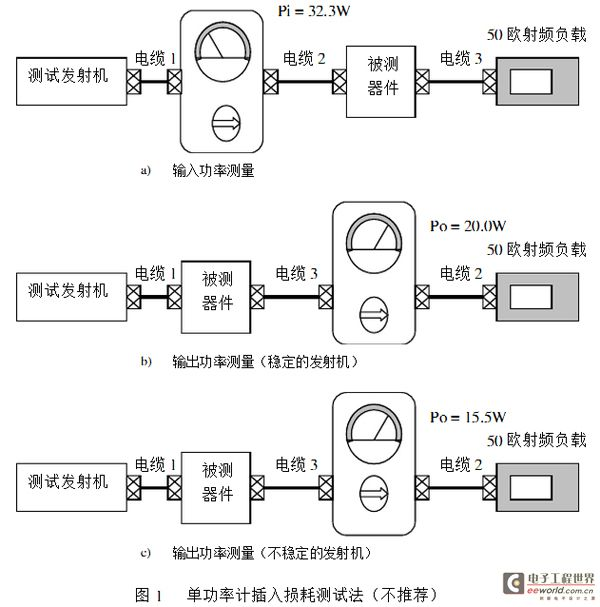 Pi = 32.3W
电缆 1
电缆 2
电缆 3
50 欧射频负载
测试发射机
被测
器件
a) 输入功率测量
Po = 20.0W
50 欧射频负载
电缆 1
电缆 3
电缆 2
测试发射机
被测
器件
b) 输出功率测量（稳定的发射机）
Po = 15.5W
50 欧射频负载
电缆 1
电缆 3
电缆 2
测试发射机
被测
器件
c) 输出功率测量（不稳定的发射机）
电子工程世界
eeworld.com.cn
图 1 单功率计插入损耗测试法（不推荐）